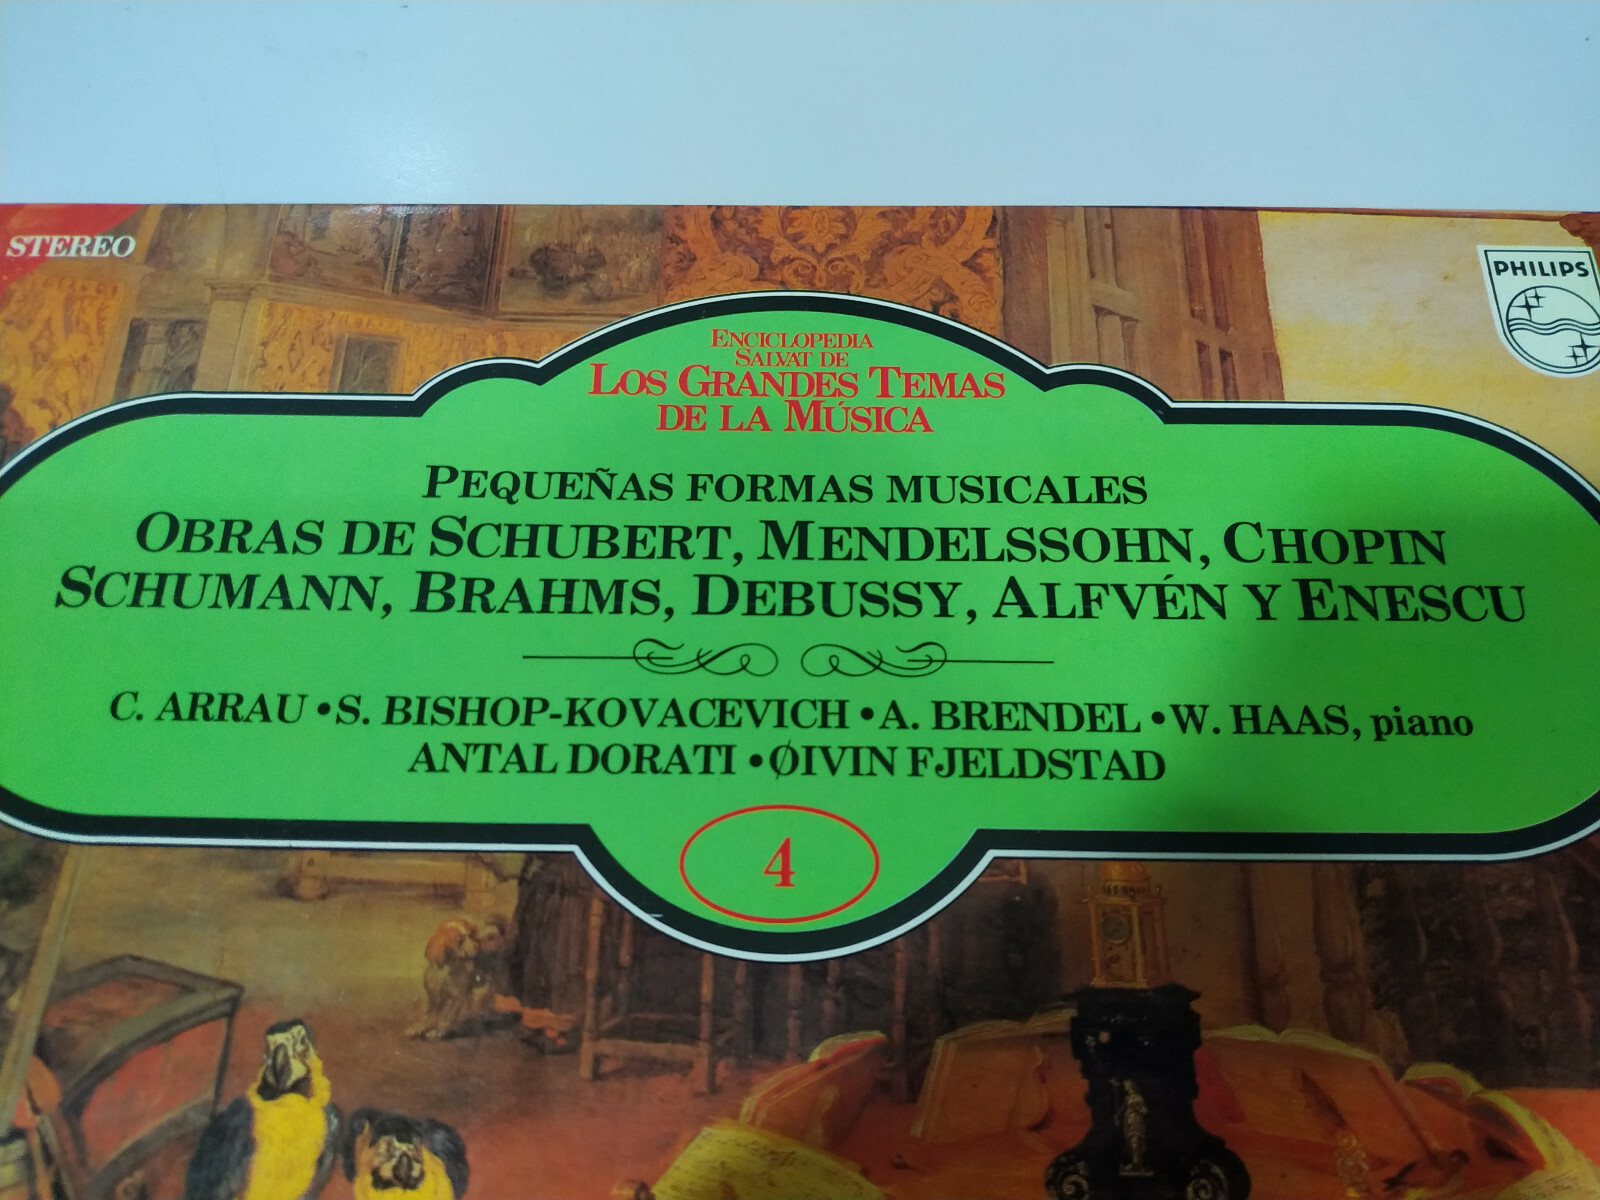 STEREO
PHILIPS
ENCICLOPEDIA
SALVAT DE
LOS GRANDES TEMAS
DE LA MÚSICA
PEQUEÑAS FORMAS MUSICALES
OBRAS DE SCHUBERT, MENDELSSOHN, CHOPIN
SCHUMANN, BRAHMS, DEBUSSY, ALFVÉN Y ENESCU
C. ARRAU • S. BISHOP-KOVACEVICH • A. BRENDEL • W. HAAS, piano
ANTAL DORATI • ØIVIN FJELDSTAD
4